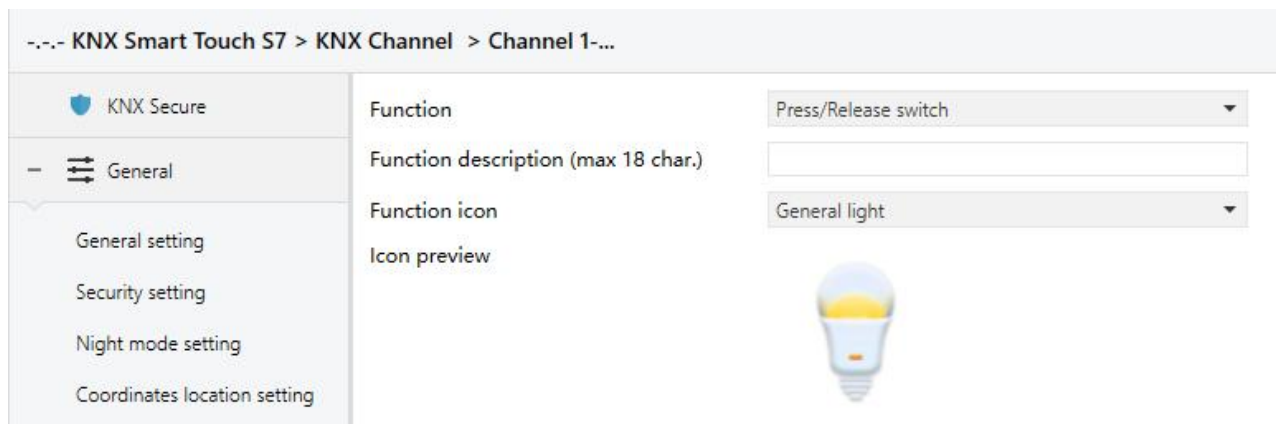 -.-.- KNX Smart Touch S7 > KNX Channel > Channel 1-...
KNX Secure
General
General setting
Security setting
Night mode setting
Coordinates location setting
Function
Press/Release switch
Function description (max 18 char.)
Function icon
General light
Icon preview